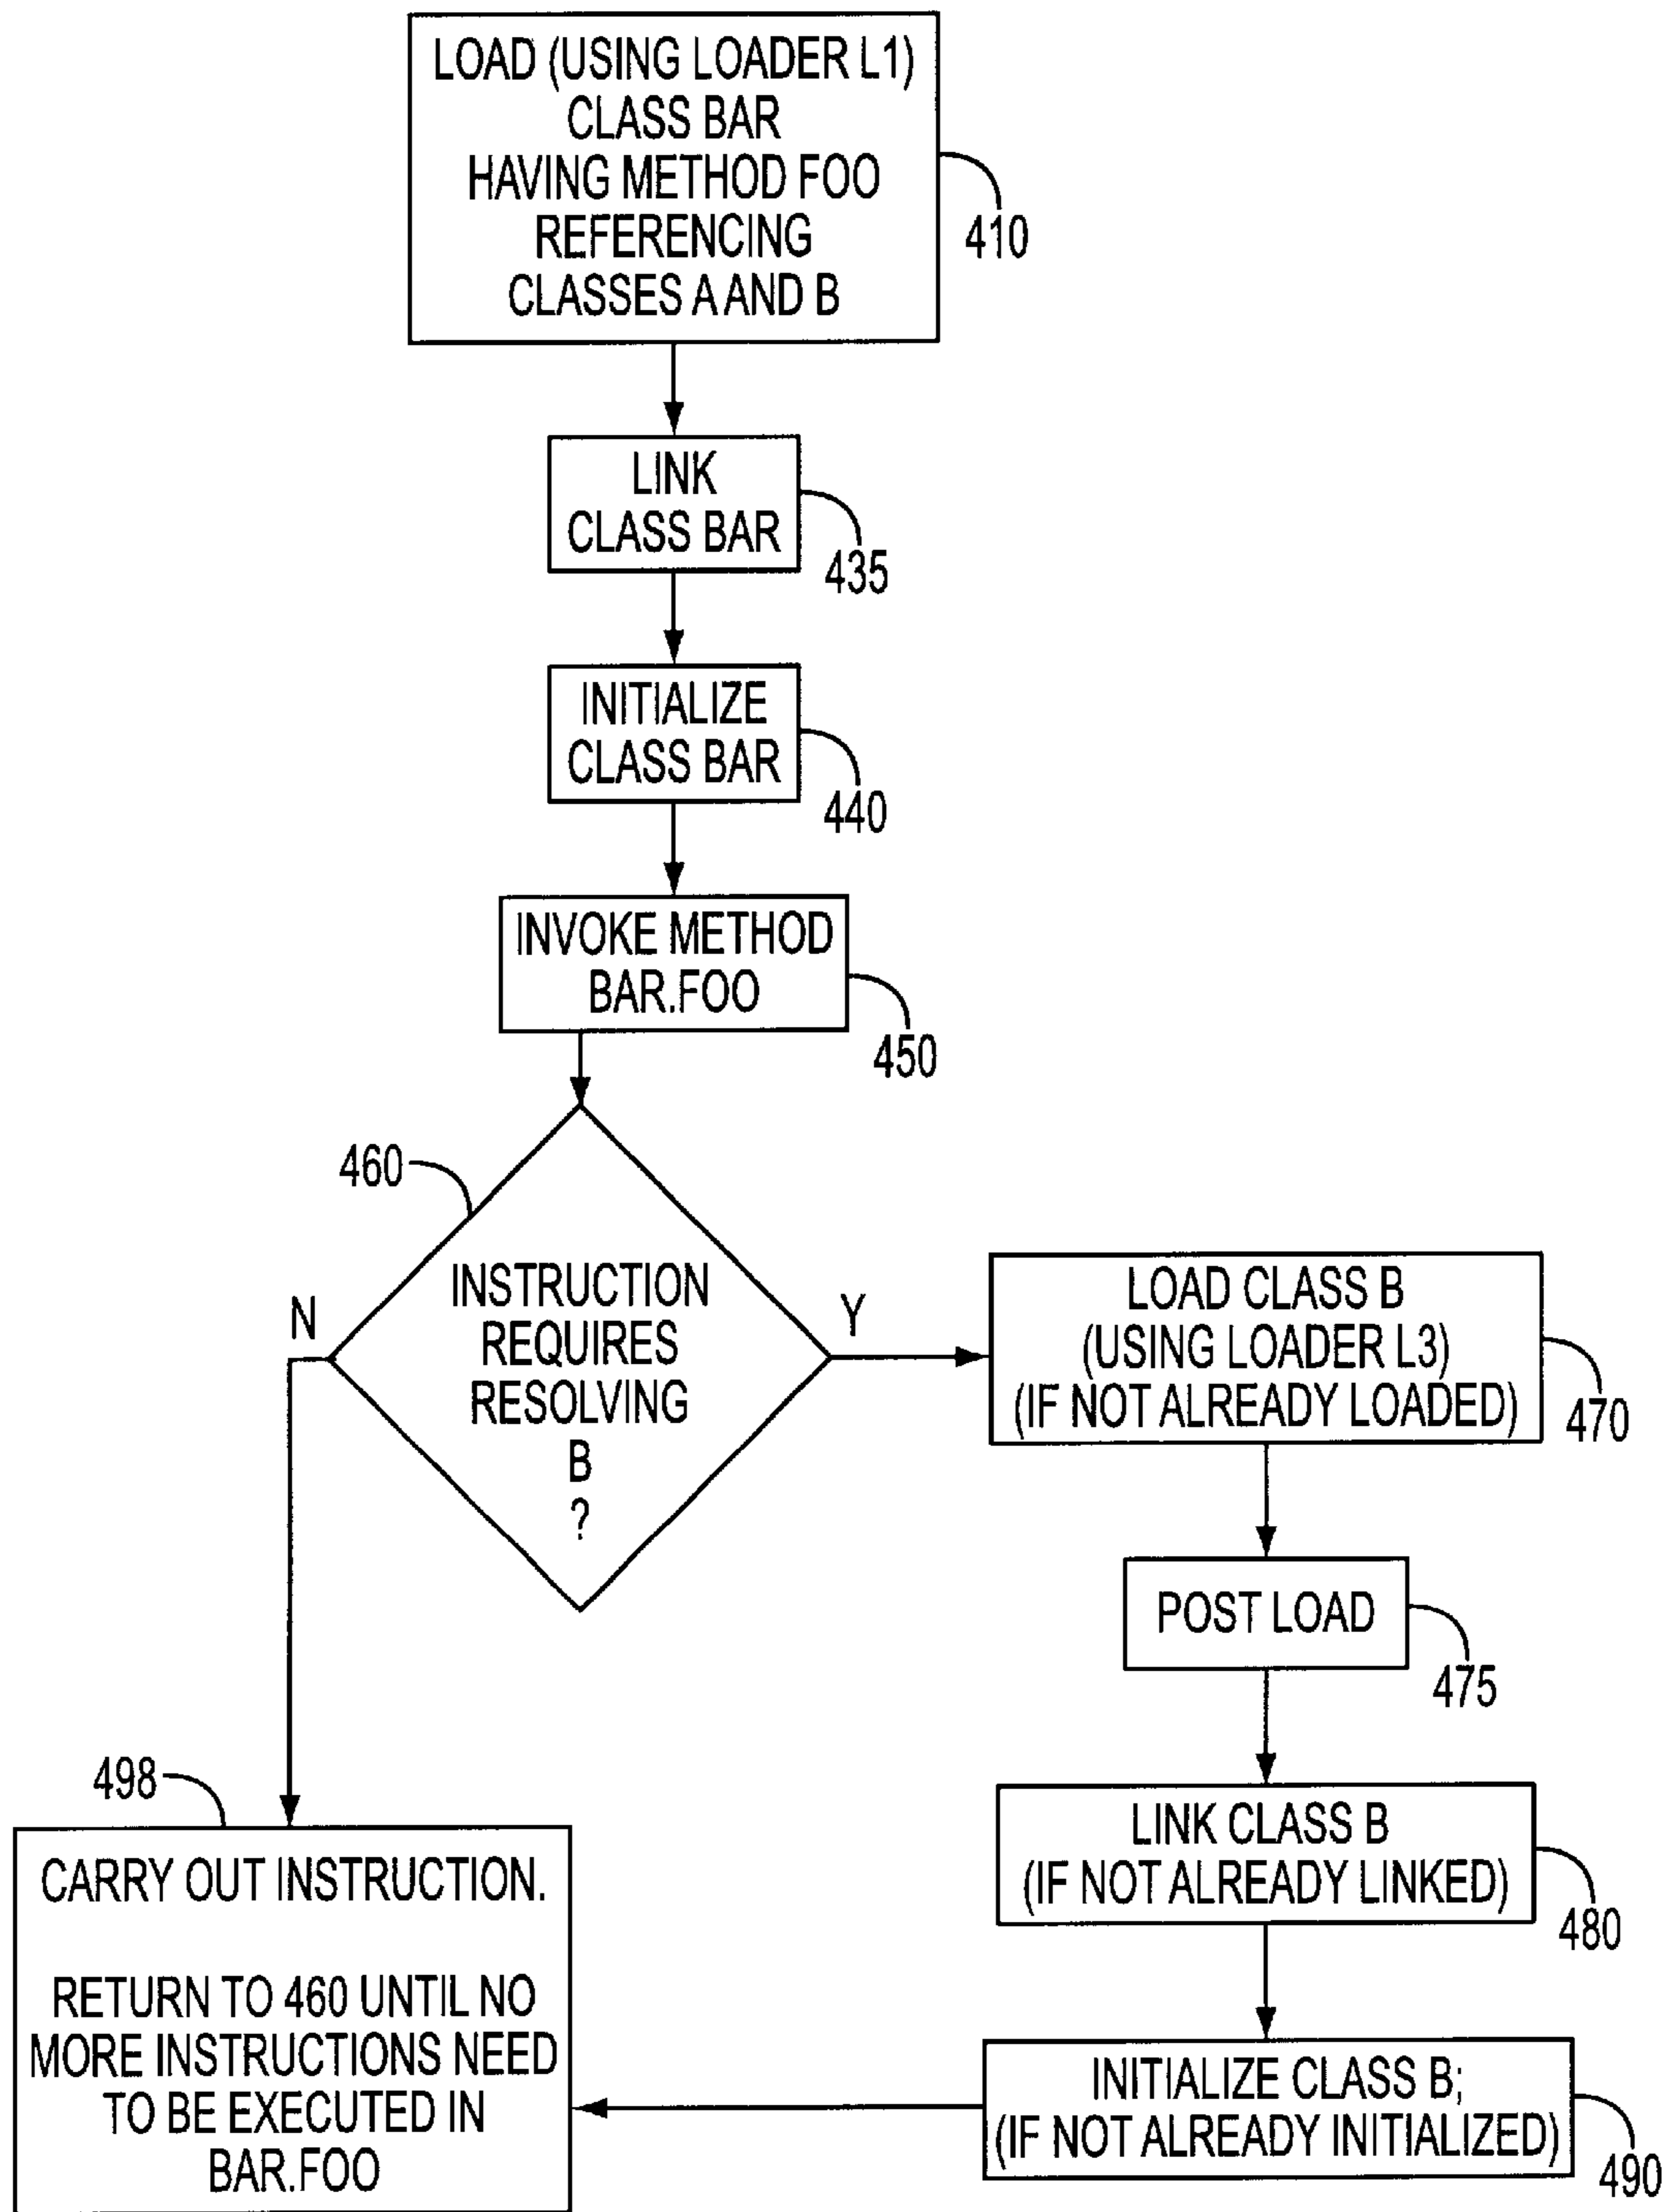 LOAD (USING LOADER L1)
CLASS BAR
HAVING METHOD FOO
REFERENCING
CLASSES A AND B
410
LINK
CLASS BAR
435
INITIALIZE
CLASS BAR
440
INVOKE METHOD
BAR.FOO
450
460
INSTRUCTION
REQUIRES
RESOLVING
B
?
N
Y
LOAD CLASS B
(USING LOADER L3)
(IF NOT ALREADY LOADED)
470
POST LOAD
475
LINK CLASS B
(IF NOT ALREADY LINKED)
480
INITIALIZE CLASS B;
(IF NOT ALREADY INITIALIZED)
490
498
CARRY OUT INSTRUCTION.
RETURN TO 460 UNTIL NO
MORE INSTRUCTIONS NEED
TO BE EXECUTED IN
BAR.FOO